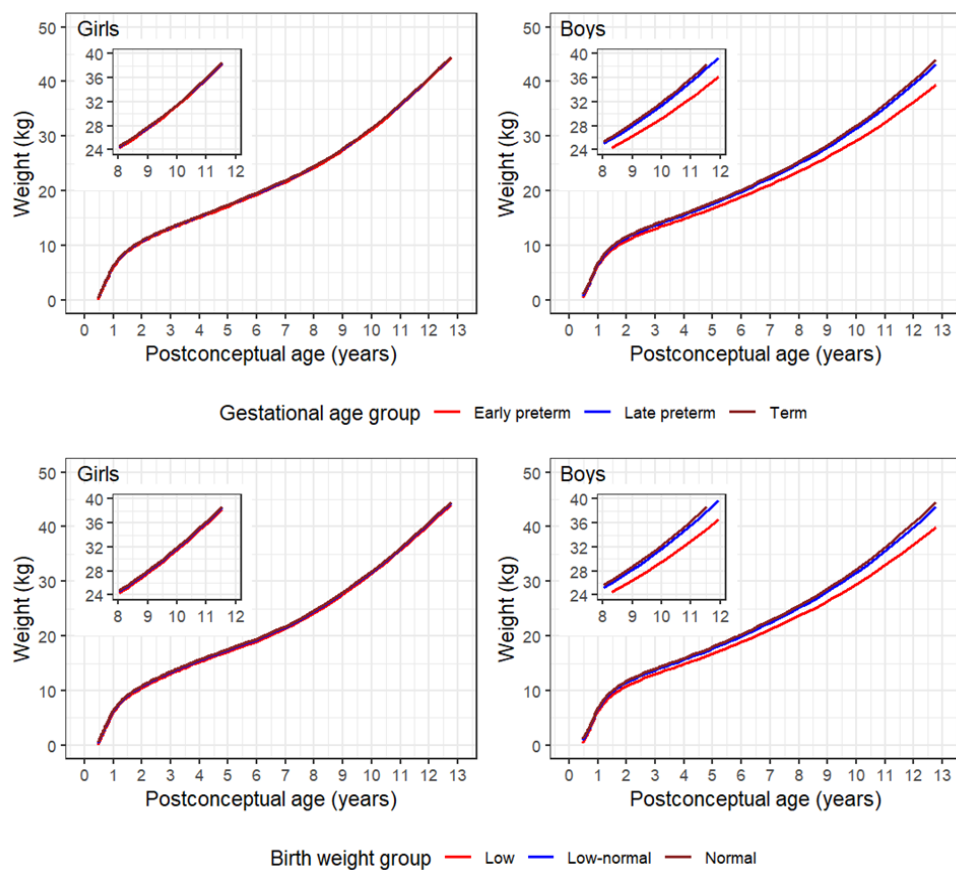 Girls
Weight (kg)
50
40
30
20
10
0
40
36
32
28
24
8 9 10 11 12
0 1 2 3 4 5 6 7 8 9 10 11 12 13
Postconceptual age (years)
Boys
Weight (kg)
50
40
30
20
10
0
40
36
32
28
24
8 9 10 11 12
0 1 2 3 4 5 6 7 8 9 10 11 12 13
Postconceptual age (years)
Gestational age group Early preterm Late preterm Term
Girls
Weight (kg)
50
40
30
20
10
0
40
36
32
28
24
8 9 10 11 12
0 1 2 3 4 5 6 7 8 9 10 11 12 13
Postconceptual age (years)
Boys
Weight (kg)
50
40
30
20
10
0
40
36
32
28
24
8 9 10 11 12
0 1 2 3 4 5 6 7 8 9 10 11 12 13
Postconceptual age (years)
Birth weight group Low Low-normal Normal